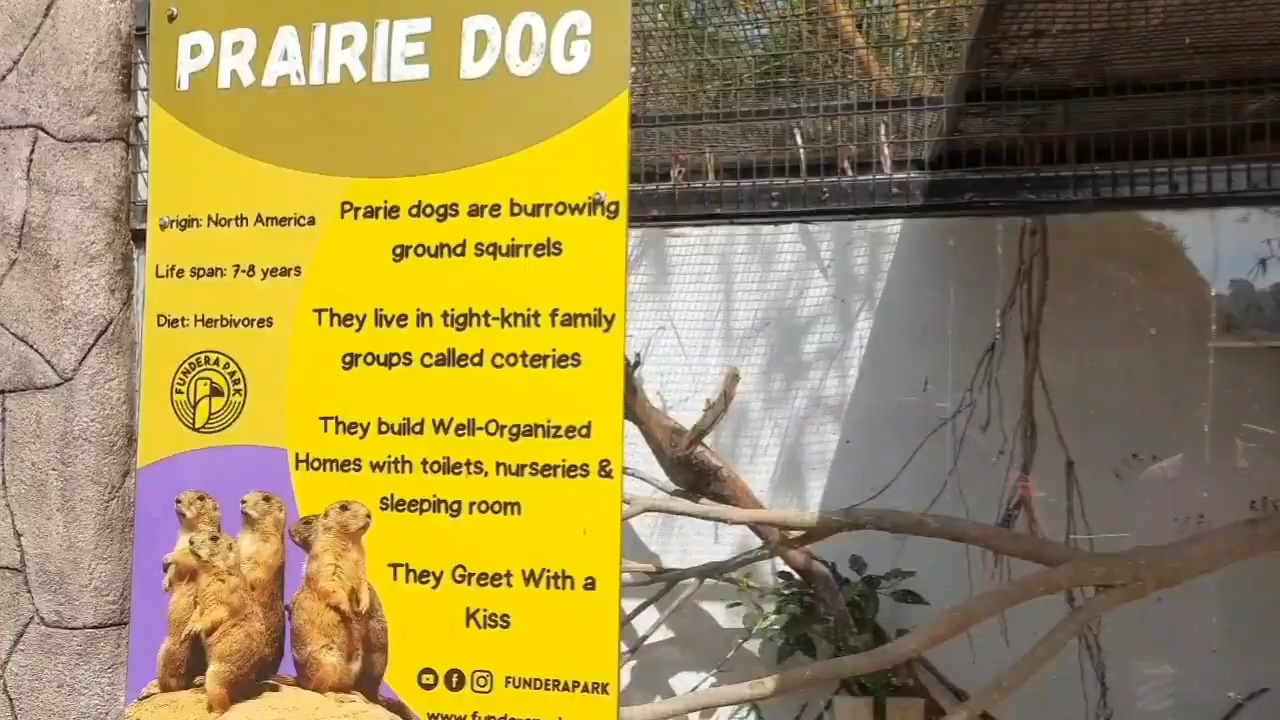 PRAIRIE DOG
Origin: North America
Life span: 7-8 years
Diet: Herbivores
FUNDERA PARK
Prarie dogs are burrowing
ground squirrels
They live in tight-knit family
groups called coteries
They build Well-Organized
Homes with toilets, nurseries &
sleeping room
They Greet With a
Kiss
FUNDERAPARK